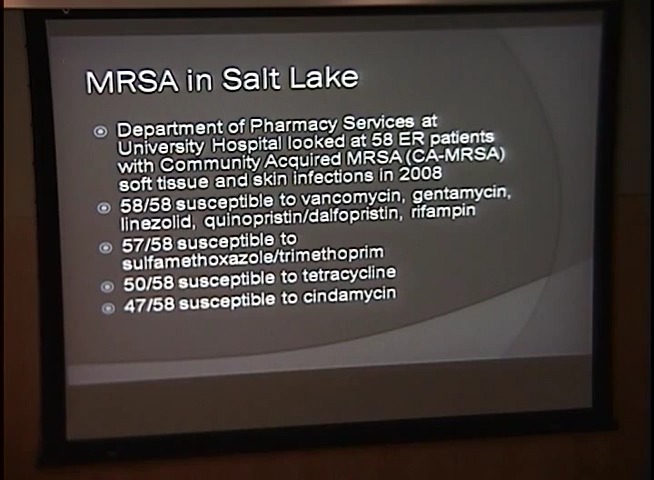 MRSA in Salt Lake
Department of Pharmacy Services at
University Hospital looked at 58 ER patients
with Community Acquired MRSA (CA-MRSA)
soft tissue and skin infections in 2008
58/58 susceptible to vancomycin, gentamycin,
linezolid, quinopristin/dalfopristin, rifampin
57/58 susceptible to
sulfamethoxazole/trimethoprim
50/58 susceptible to tetracycline
47/58 susceptible to cindamycin